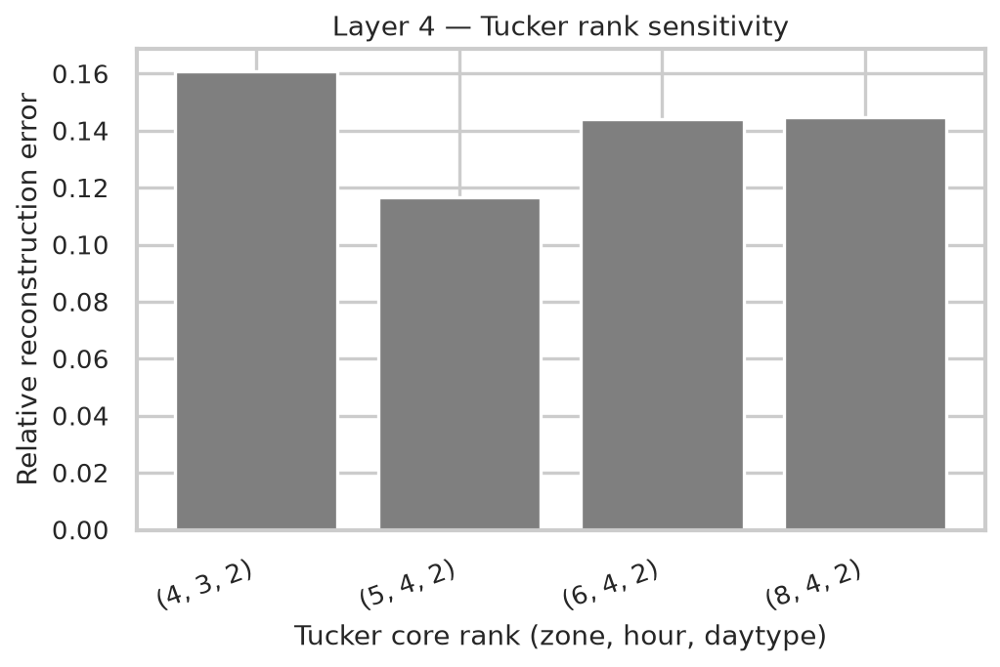 Layer 4 — Tucker rank sensitivity
Relative reconstruction error
0.16
0.14
0.12
0.10
0.08
0.06
0.04
0.02
0.00
(4, 3, 2)
(5, 4, 2)
(6, 4, 2)
(8, 4, 2)
Tucker core rank (zone, hour, daytype)